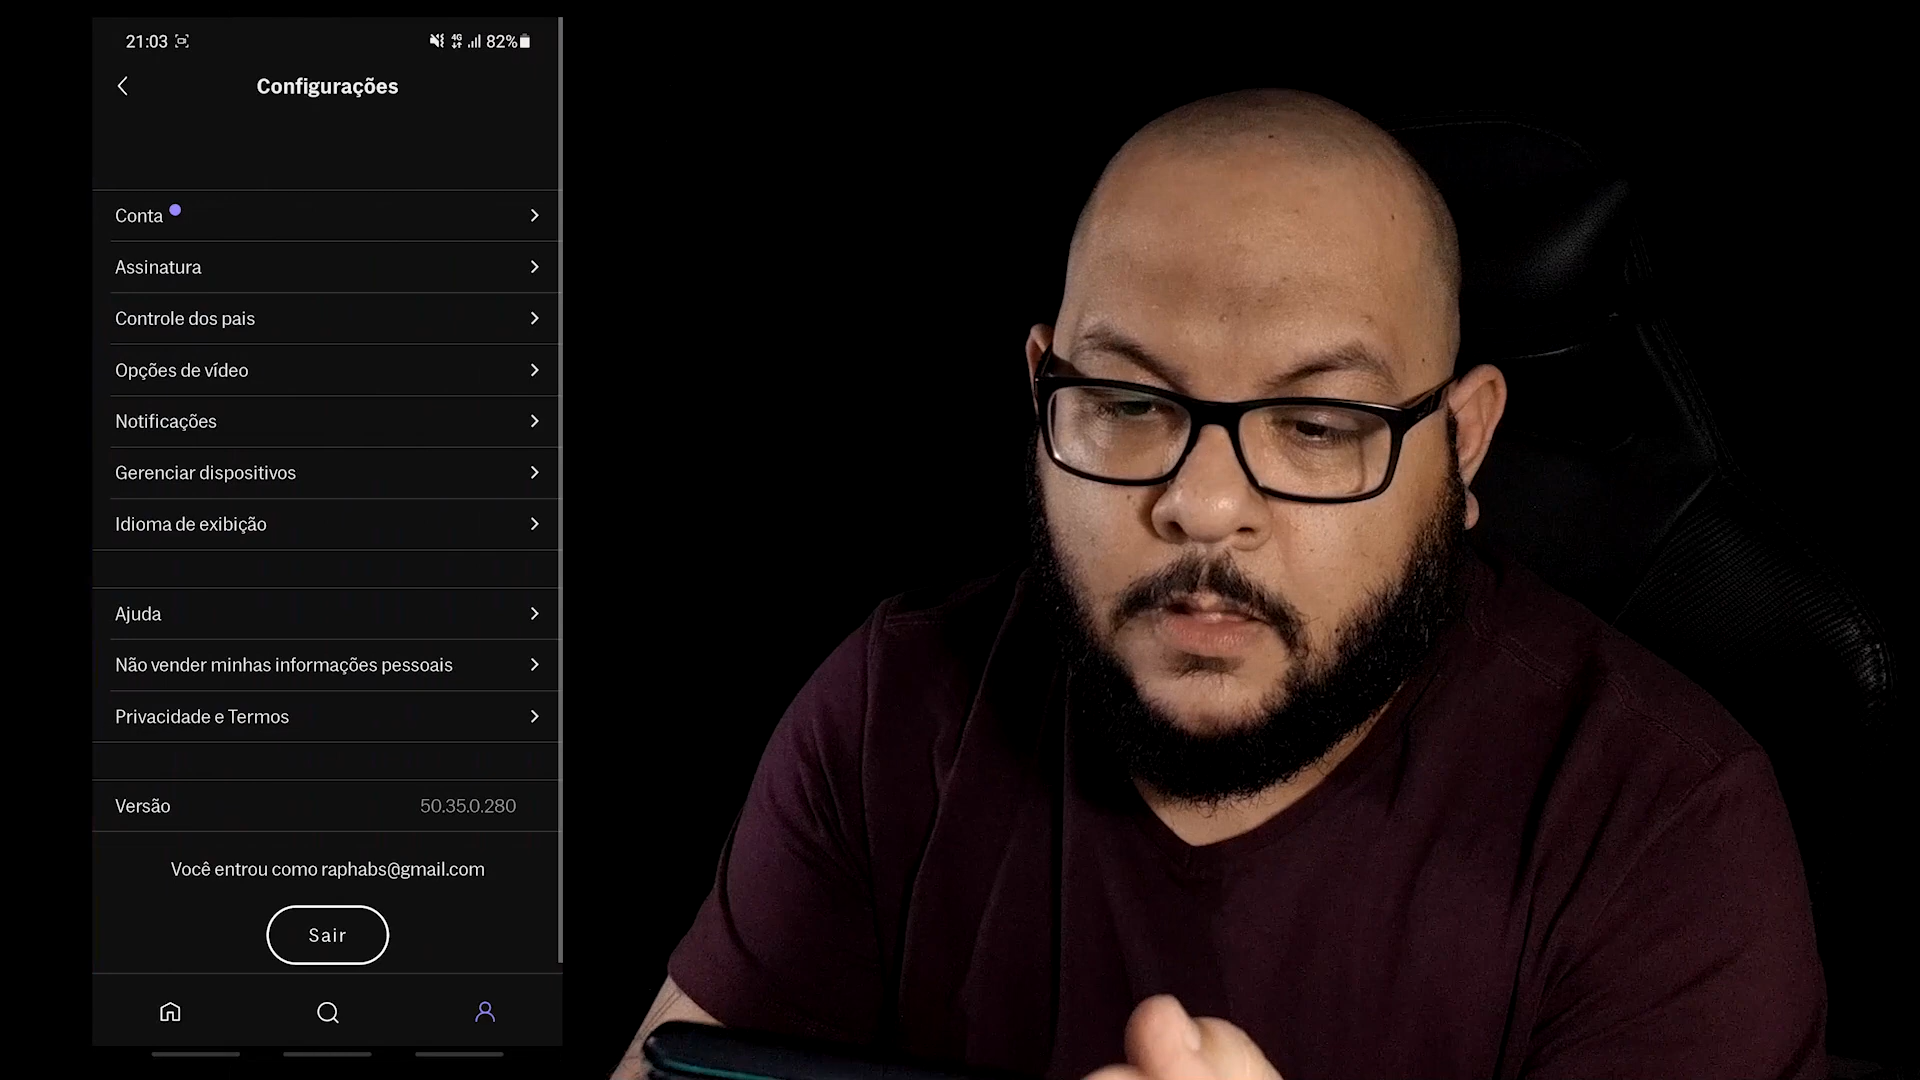 21:03 4G 82%
Configurações
Conta
Assinatura
Controle dos pais
Opções de vídeo
Notificações
Gerenciar dispositivos
Idioma de exibição
Ajuda
Não vender minhas informações pessoais
Privacidade e Termos
Versão 50.35.0.280
Você entrou como raphabs@gmail.com
Sair